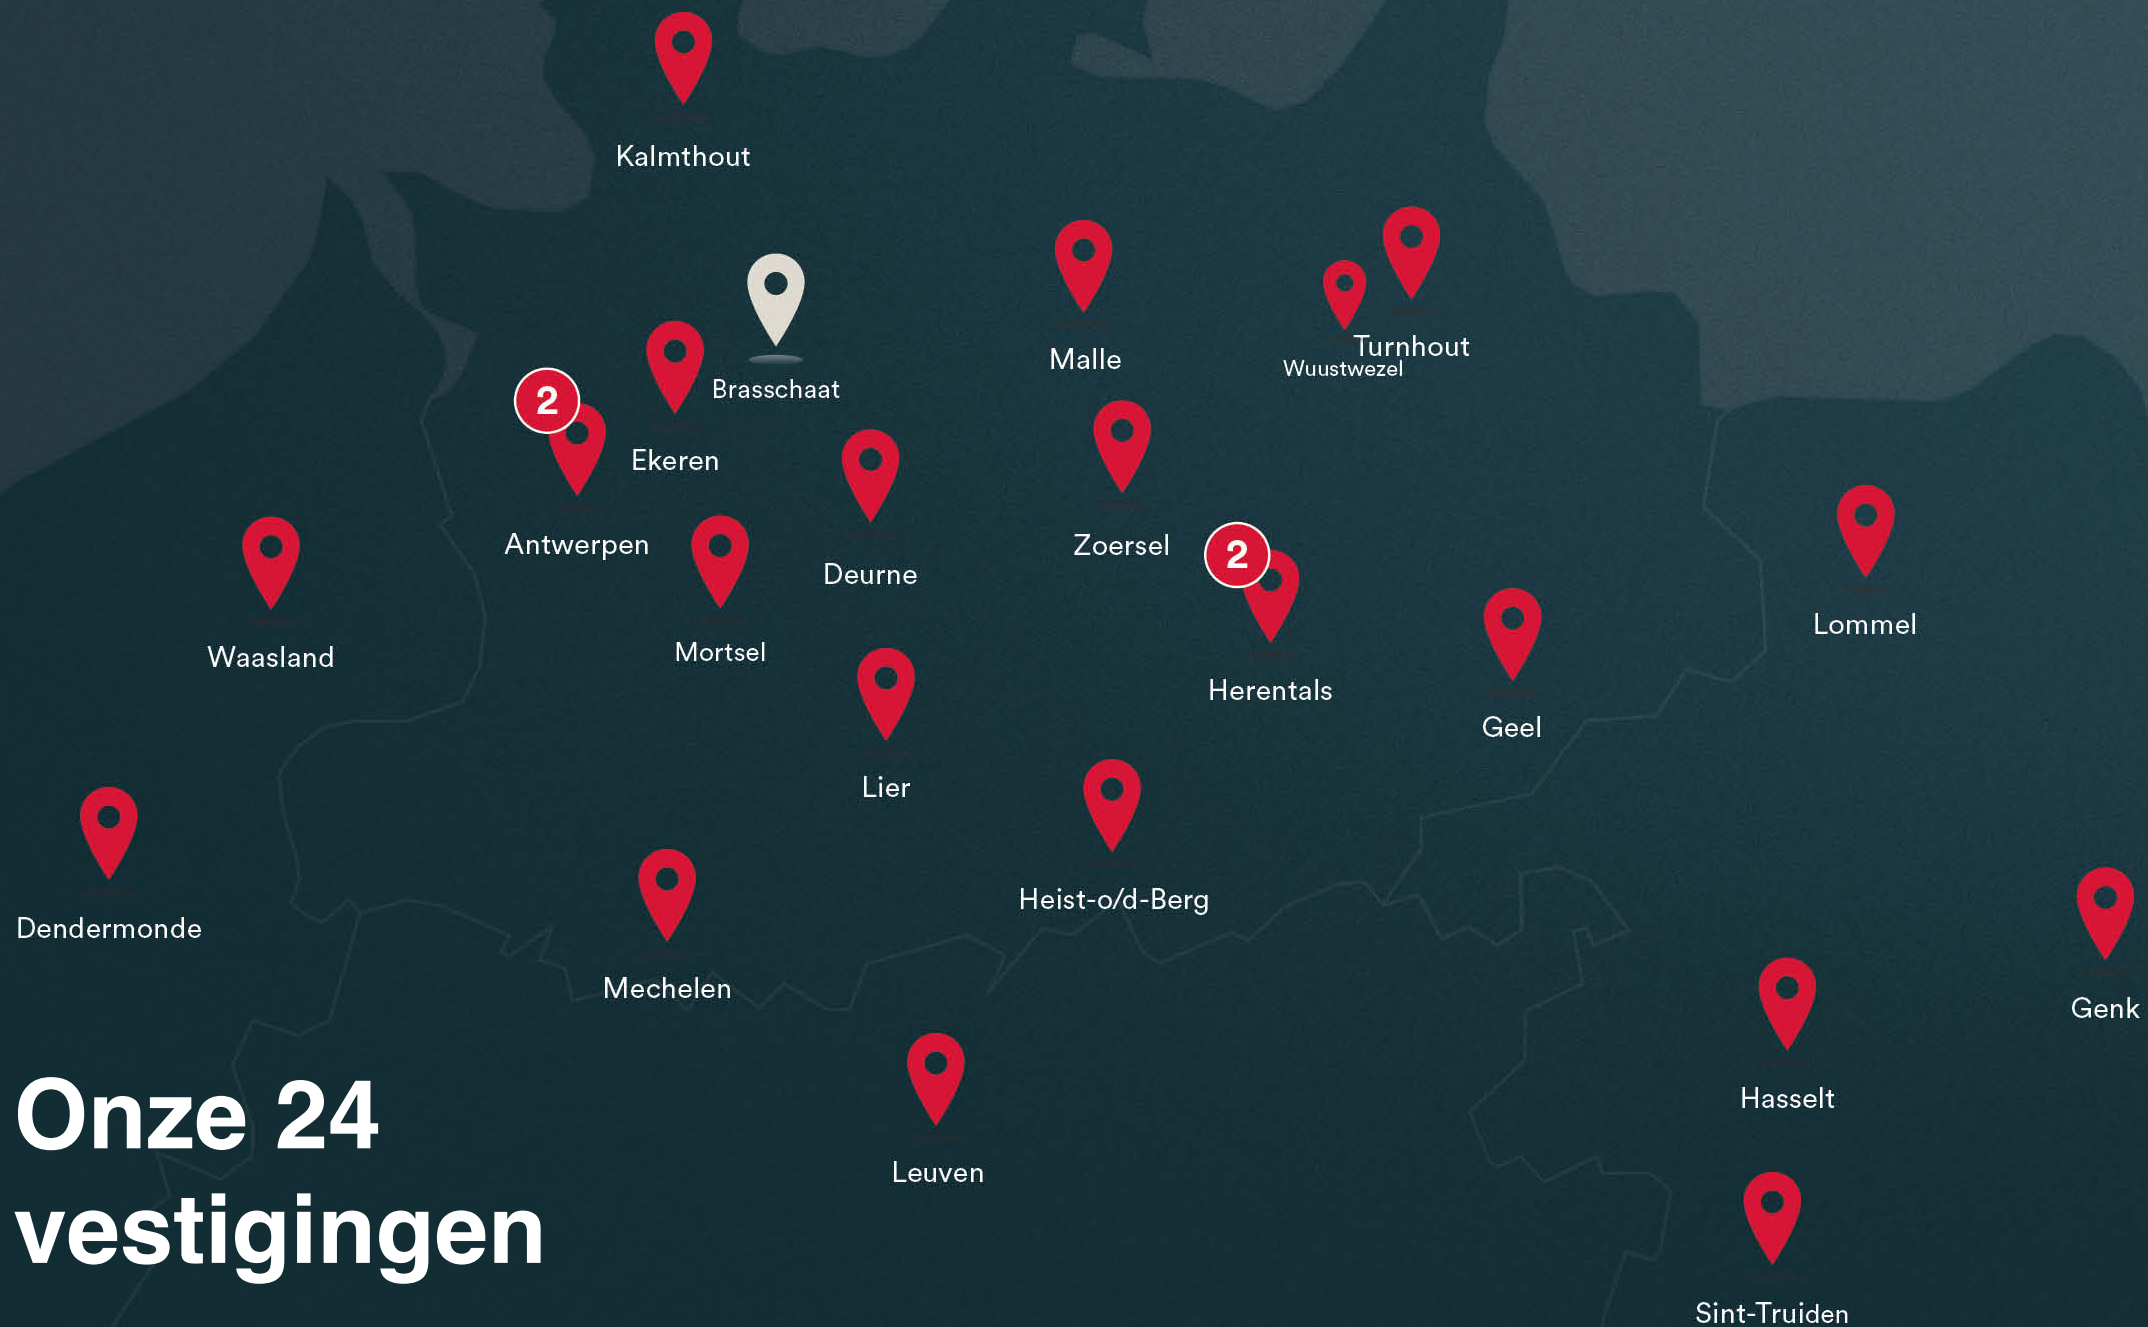 Kalmthout
Brasschaat
Malle
Turnhout
Wuustwezel
2
Ekeren
Antwerpen
Deurne
Zoersel
2
Waasland
Mortsel
Lommel
Herentals
Geel
Lier
Heist-o/d-Berg
Dendermonde
Mechelen
Genk
Hasselt
Leuven
Sint-Truiden
Onze 24
vestigingen